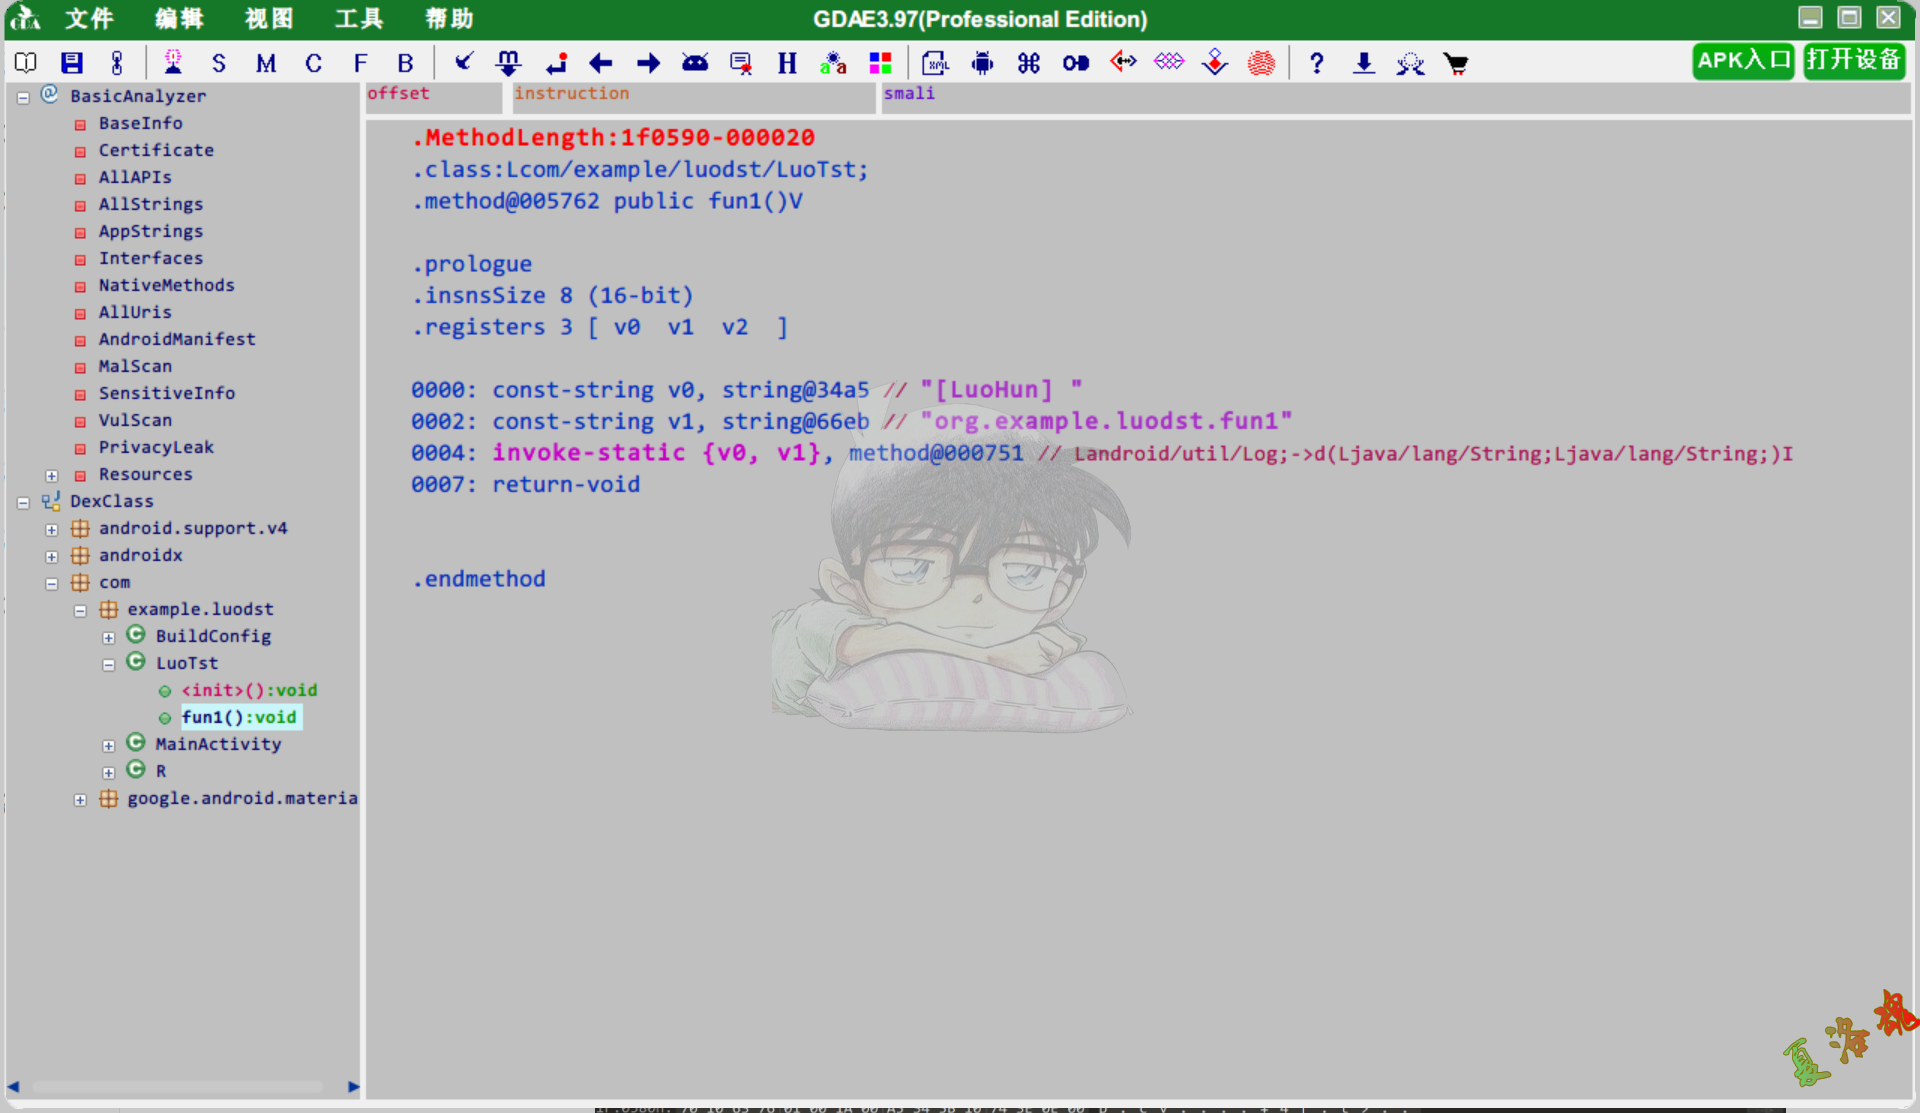 GDA 文件 编辑 视图 工具 帮助 GDAE3.97(Professional Edition)
S M C F B H a a XML ? APK入口 打开设备
offset instruction smali
BasicAnalyzer
BaseInfo
Certificate
AllAPIs
AllStrings
AppStrings
Interfaces
NativeMethods
AllUris
AndroidManifest
MalScan
SensitiveInfo
VulScan
PrivacyLeak
Resources
DexClass
android.support.v4
androidx
com
example.luodst
BuildConfig
LuoTst
<init>():void
fun1():void
MainActivity
R
google.android.materia
.MethodLength:1f0590-000020
.class:Lcom/example/luodst/LuoTst;
.method@005762 public fun1()V
.prologue
.insnsSize 8 (16-bit)
.registers 3 [ v0 v1 v2 ]
0000: const-string v0, string@34a5 // "[LuoHun] "
0002: const-string v1, string@66eb // "org.example.luodst.fun1"
0004: invoke-static {v0, v1}, method@000751 // Landroid/util/Log;->d(Ljava/lang/String;Ljava/lang/String;)I
0007: return-void
.endmethod
夏洛魂